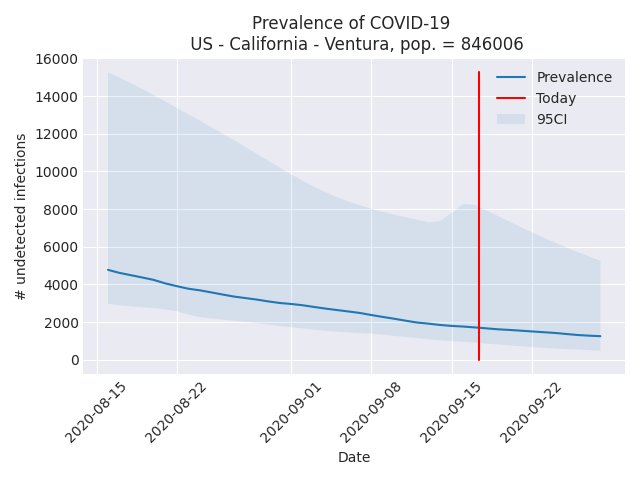 Prevalence of COVID-19
US - California - Ventura, pop. = 846006
16000
14000
12000
10000
8000
6000
4000
2000
0
# undetected infections
Prevalence
Today
95CI
2020-08-15
2020-08-22
2020-09-01
2020-09-08
2020-09-15
2020-09-22
Date